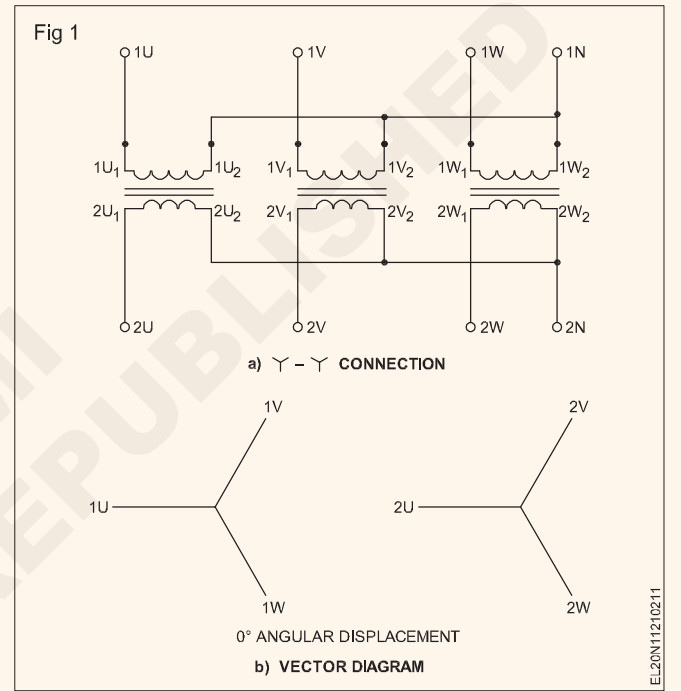 Fig 1
1U 1V 1W 1N
1U₁ 1U₂ 1V₁ 1V₂ 1W₁ 1W₂
2U₁ 2U₂ 2V₁ 2V₂ 2W₁ 2W₂
2U 2V 2W 2N
a) Y – Y CONNECTION
1V 2V
1U 2U
1W 2W
0° ANGULAR DISPLACEMENT
b) VECTOR DIAGRAM
EL20N11210211
REPUBLISHED